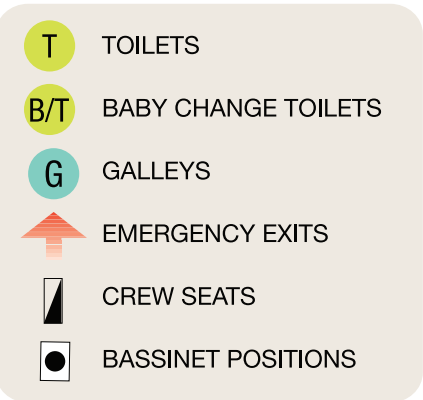 T TOILETS
B/T BABY CHANGE TOILETS
G GALLEYS
EMERGENCY EXITS
CREW SEATS
BASSINET POSITIONS